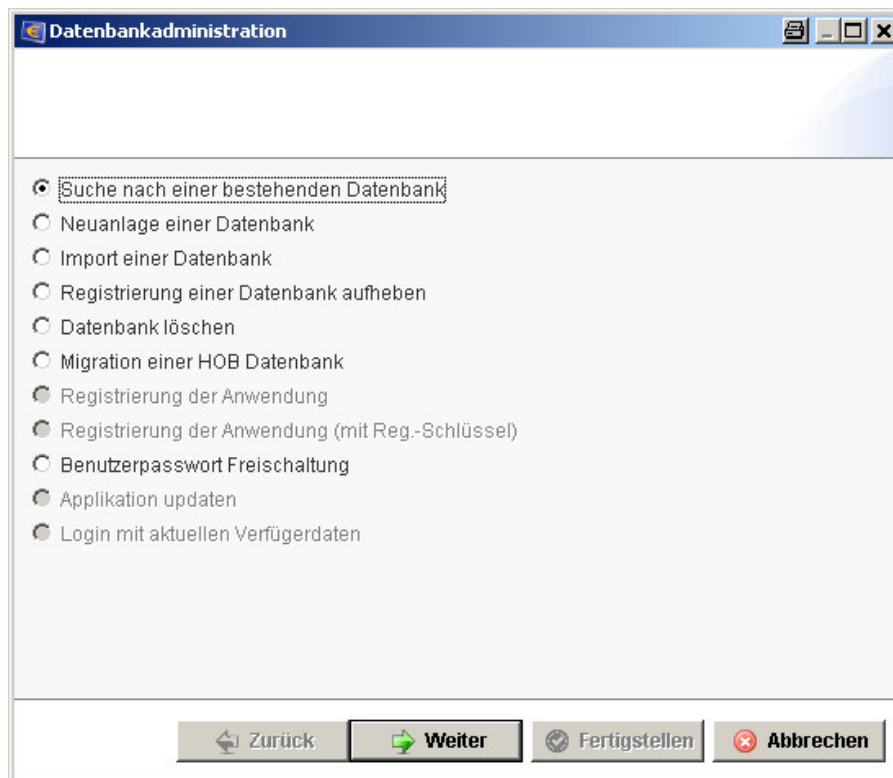 Datenbankadministration
Suche nach einer bestehenden Datenbank
Neuanlage einer Datenbank
Import einer Datenbank
Registrierung einer Datenbank aufheben
Datenbank löschen
Migration einer HOB Datenbank
Registrierung der Anwendung
Registrierung der Anwendung (mit Reg.-Schlüssel)
Benutzerpasswort Freischaltung
Applikation updaten
Login mit aktuellen Verfügerdaten
Zurück Weiter Fertigstellen Abbrechen